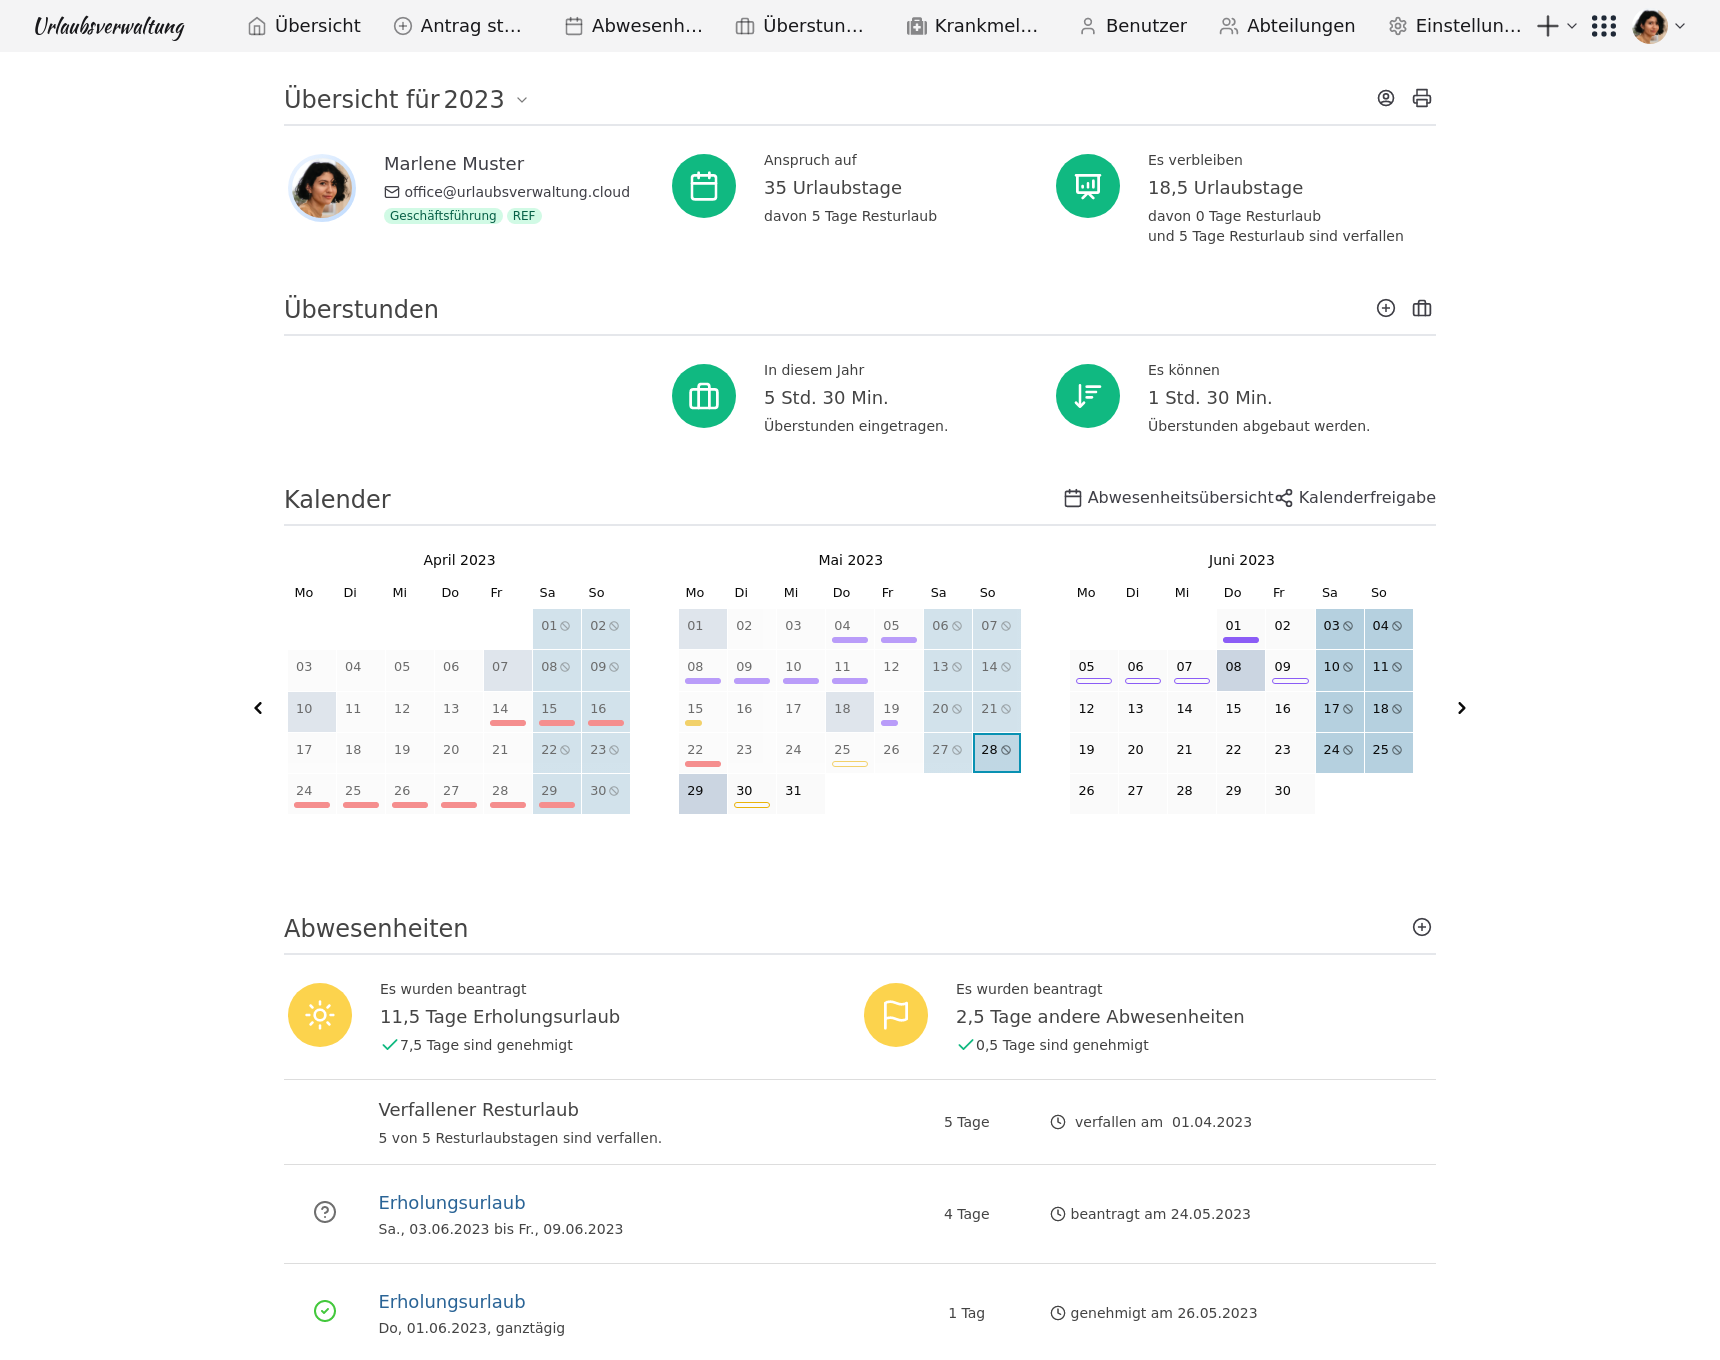 Urlaubsverwaltung Übersicht Antrag st… Abwesenh… Überstun… Krankmel… Benutzer Abteilungen Einstellun…
Übersicht für 2023
Marlene Muster
office@urlaubsverwaltung.cloud
Geschäftsführung REF
Anspruch auf
35 Urlaubstage
davon 5 Tage Resturlaub
Es verbleiben
18,5 Urlaubstage
davon 0 Tage Resturlaub
und 5 Tage Resturlaub sind verfallen
Überstunden
In diesem Jahr
5 Std. 30 Min.
Überstunden eingetragen.
Es können
1 Std. 30 Min.
Überstunden abgebaut werden.
Kalender Abwesenheitsübersicht Kalenderfreigabe
April 2023
Mo Di Mi Do Fr Sa So
01 02
03 04 05 06 07 08 09
10 11 12 13 14 15 16
17 18 19 20 21 22 23
24 25 26 27 28 29 30
Mai 2023
Mo Di Mi Do Fr Sa So
01 02 03 04 05 06 07
08 09 10 11 12 13 14
15 16 17 18 19 20 21
22 23 24 25 26 27 28
29 30 31
Juni 2023
Mo Di Mi Do Fr Sa So
01 02 03 04
05 06 07 08 09 10 11
12 13 14 15 16 17 18
19 20 21 22 23 24 25
26 27 28 29 30
Abwesenheiten
Es wurden beantragt
11,5 Tage Erholungsurlaub
7,5 Tage sind genehmigt
Es wurden beantragt
2,5 Tage andere Abwesenheiten
0,5 Tage sind genehmigt
Verfallener Resturlaub
5 von 5 Resturlaubstagen sind verfallen.
5 Tage verfallen am 01.04.2023
Erholungsurlaub
Sa., 03.06.2023 bis Fr., 09.06.2023
4 Tage beantragt am 24.05.2023
Erholungsurlaub
Do, 01.06.2023, ganztägig
1 Tag genehmigt am 26.05.2023